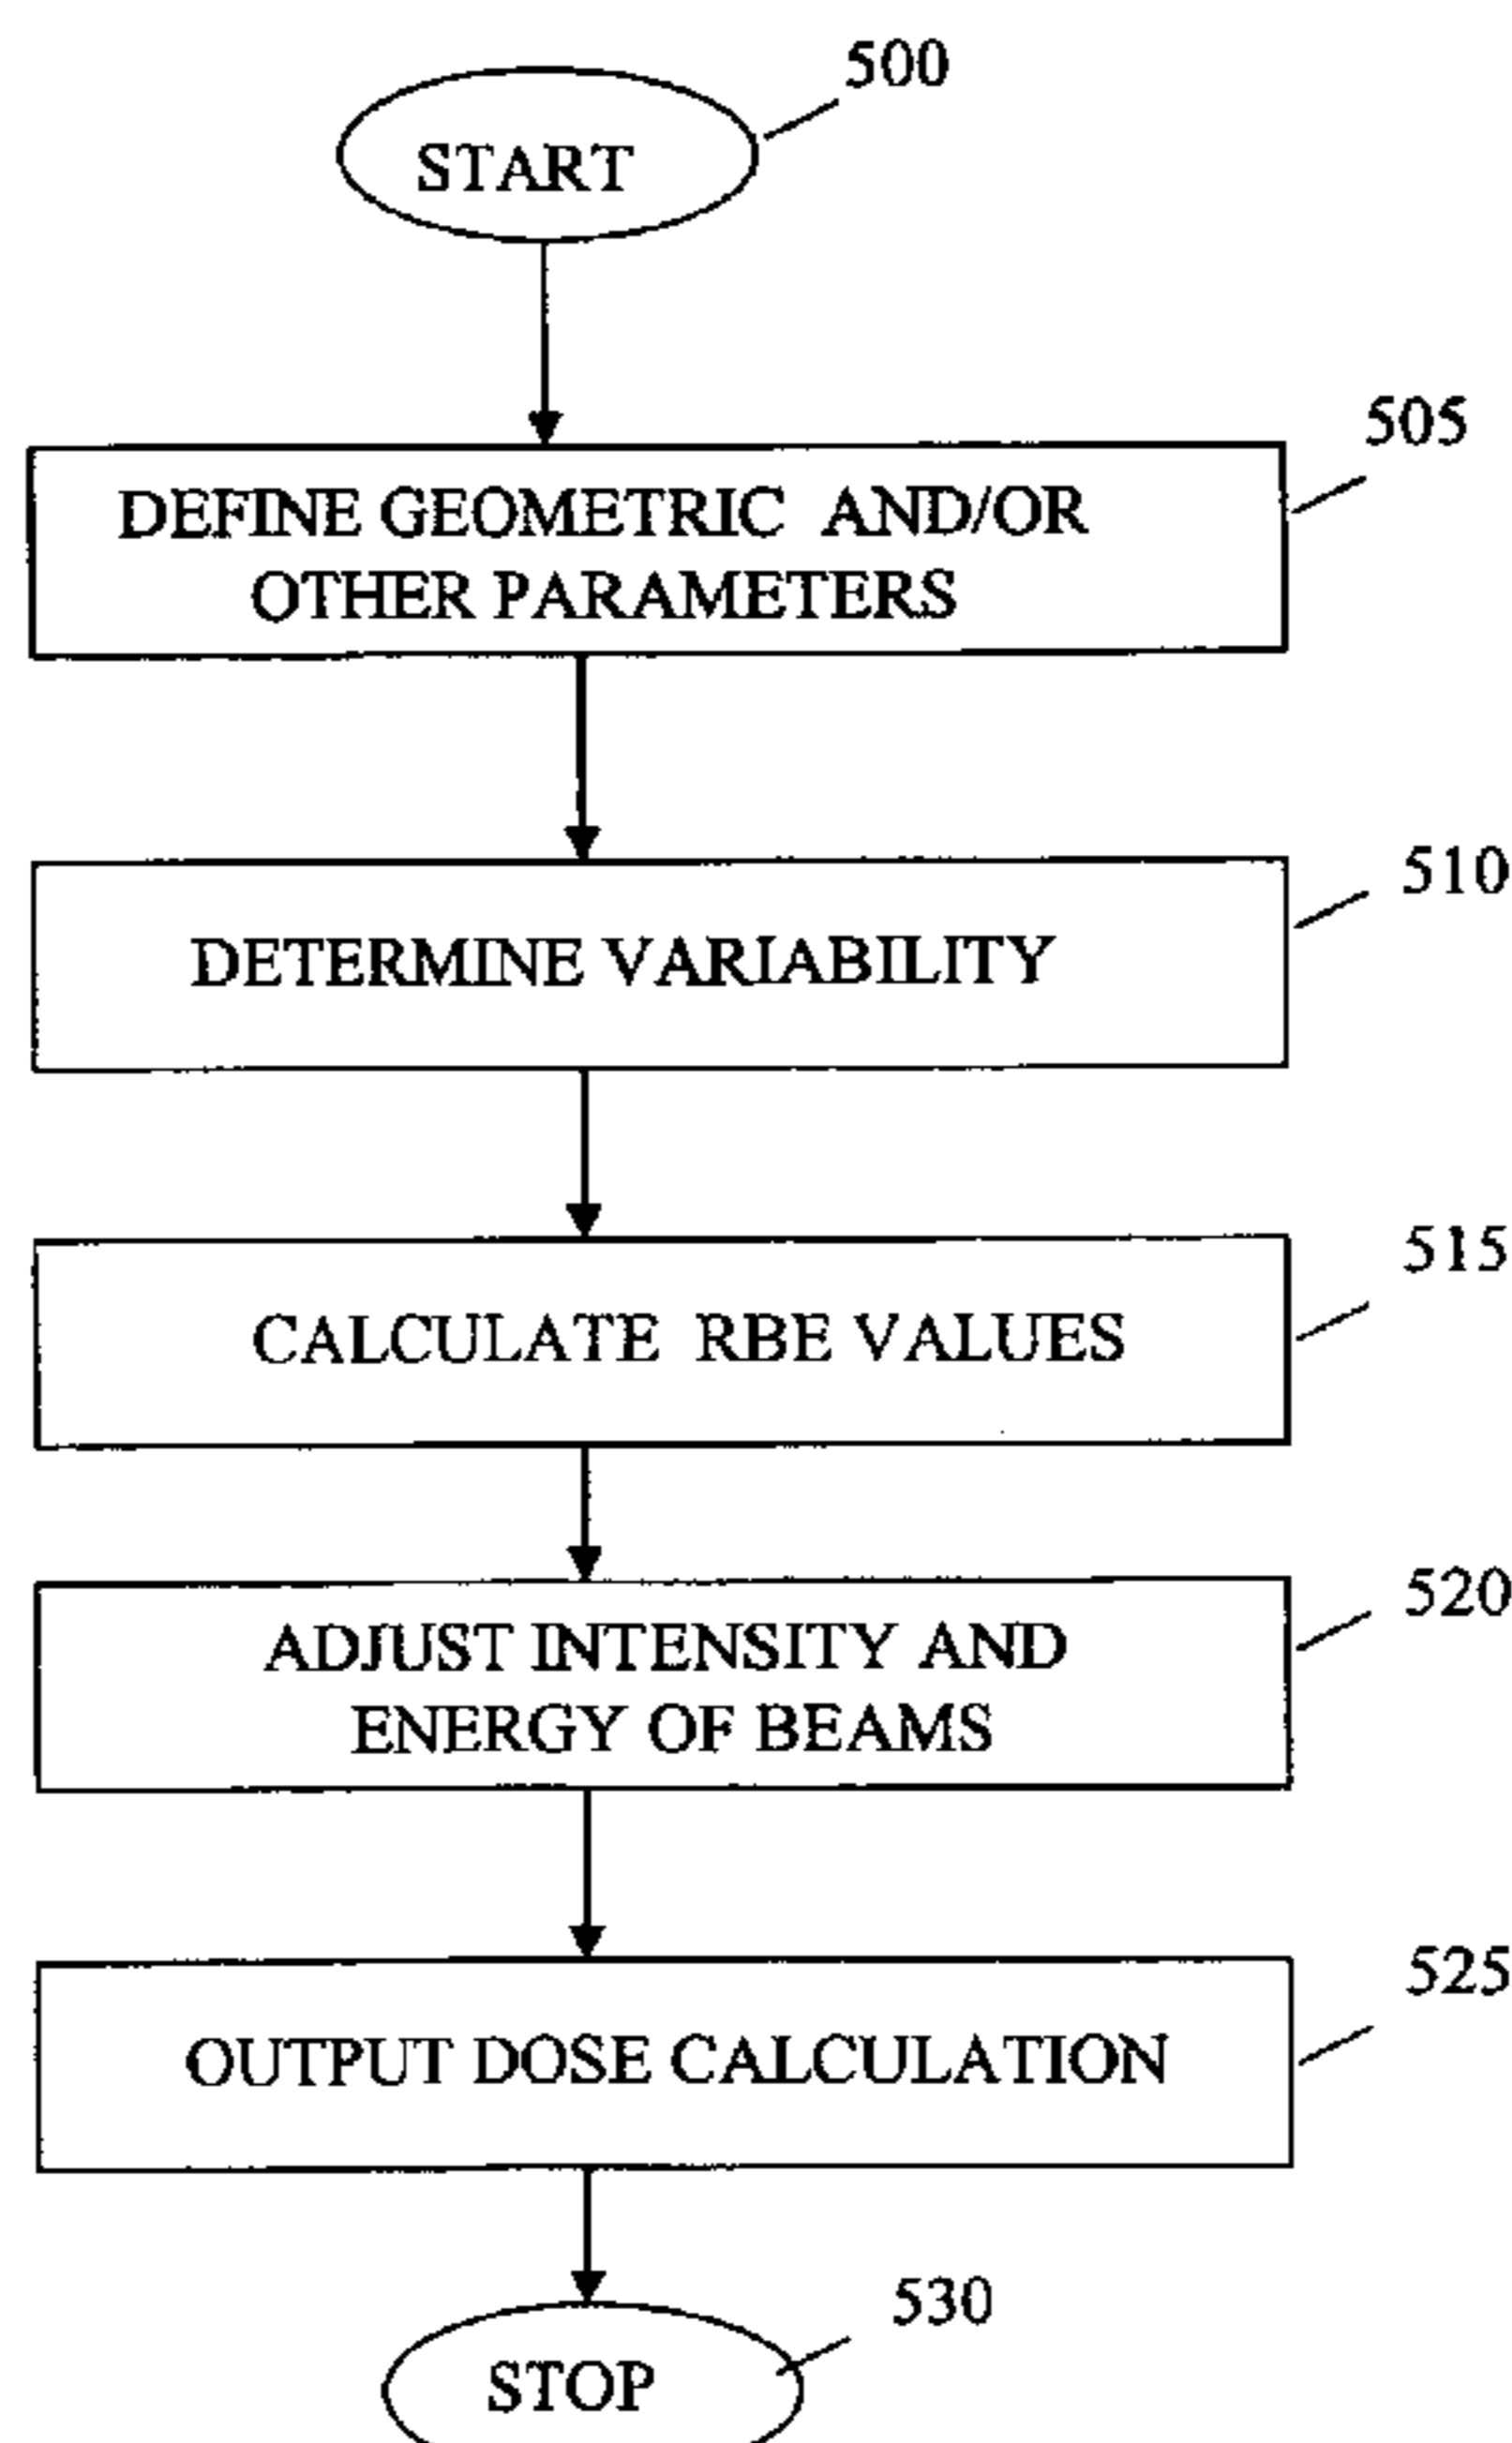 500
START
505
DEFINE GEOMETRIC AND/OR
OTHER PARAMETERS
510
DETERMINE VARIABILITY
515
CALCULATE RBE VALUES
520
ADJUST INTENSITY AND
ENERGY OF BEAMS
525
OUTPUT DOSE CALCULATION
530
STOP